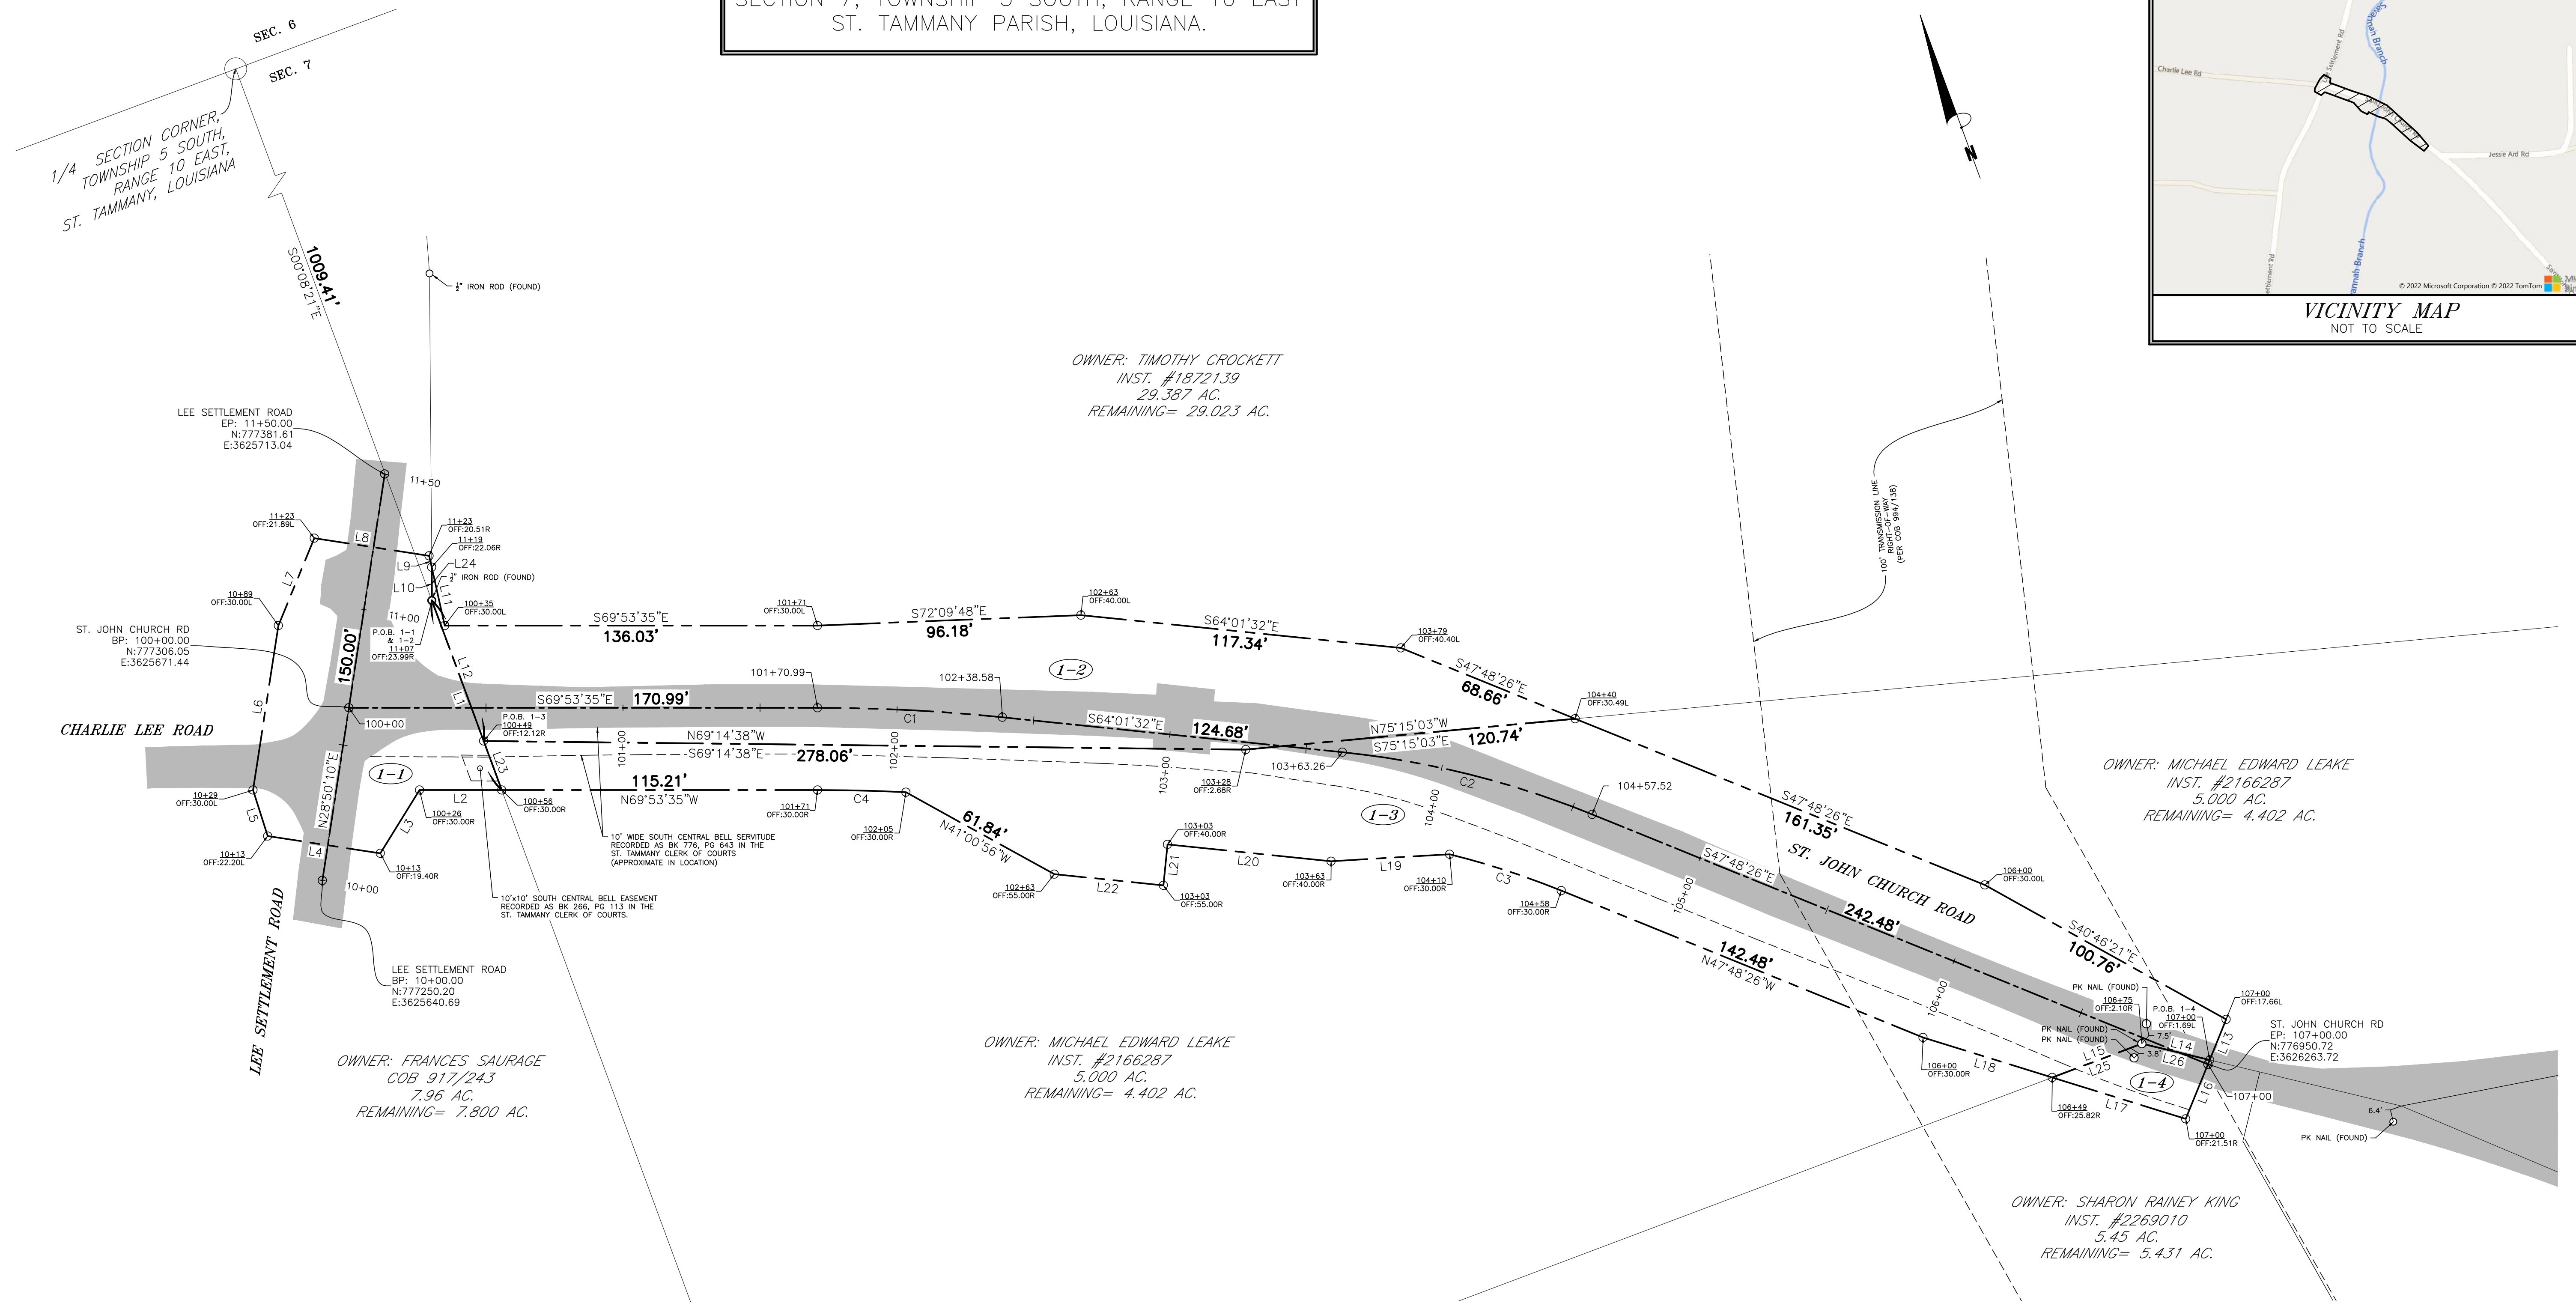 SECTION 7, TOWNSHIP 5 SOUTH, RANGE 10 EAST
ST. TAMMANY PARISH, LOUISIANA.
SEC. 6
SEC. 7
1/4 SECTION CORNER,
TOWNSHIP 5 SOUTH,
RANGE 10 EAST,
ST. TAMMANY, LOUISIANA
1009.41'
S00°08'21"E
½" IRON ROD (FOUND)
N
Charlie Lee Rd
Jessie Ard Rd
© 2022 Microsoft Corporation © 2022 TomTom
VICINITY MAP
NOT TO SCALE
OWNER: TIMOTHY CROCKETT
INST. #1872139
29.387 AC.
REMAINING= 29.023 AC.
LEE SETTLEMENT ROAD
EP: 11+50.00
N:777381.61
E:3625713.04
11+50
11+23
OFF:21.89L
L8
11+23
OFF:20.51R
11+19
OFF:22.06R
L9
L24
½" IRON ROD (FOUND)
L10
L11
L7
10+89
OFF:30.00L
11+00
100+35
OFF:30.00L
P.O.B. 1-1
& 1-2
11+07
OFF:23.99R
ST. JOHN CHURCH RD
BP: 100+00.00
N:777306.05
E:3625671.44
150.00'
L12
L1
L6
S69°53'35"E
136.03'
101+71
OFF:30.00L
S72°09'48"E
96.18'
102+63
OFF:40.00L
S64°01'32"E
117.34'
103+79
OFF:40.40L
S47°48'26"E
68.66'
104+40
OFF:30.49L
100' TRANSMISSION LINE
RIGHT-OF-WAY
(PER COB 994/138)
1-2
101+70.99
102+38.58
S69°53'35"E
170.99'
C1
S64°01'32"E
124.68'
N75°15'03"W
S75°15'03"E
120.74'
100+00
P.O.B. 1-3
100+49
OFF:12.12R
N69°14'38"W
S69°14'38"E
278.06'
101+00
102+00
103+00
103+28
OFF:2.68R
103+63.26
C2
104+57.52
104+00
CHARLIE LEE ROAD
1-1
N28°50'10"E
L23
115.21'
N69°53'35"W
10+29
OFF:30.00L
L2
100+26
OFF:30.00R
100+56
OFF:30.00R
101+71
OFF:30.00R
C4
102+05
OFF:30.00R
61.84'
N41°00'56"W
L5
10+13
OFF:22.20L
L4
L3
10+13
OFF:19.40R
10+00
10' WIDE SOUTH CENTRAL BELL SERVITUDE
RECORDED AS BK 776, PG 643 IN THE
ST. TAMMANY CLERK OF COURTS
(APPROXIMATE IN LOCATION)
10'x10' SOUTH CENTRAL BELL EASEMENT
RECORDED AS BK 266, PG 113 IN THE
ST. TAMMANY CLERK OF COURTS.
102+63
OFF:55.00R
L22
L21
103+03
OFF:40.00R
103+03
OFF:55.00R
L20
103+63
OFF:40.00R
L19
104+10
OFF:30.00R
C3
104+58
OFF:30.00R
1-3
OWNER: MICHAEL EDWARD LEAKE
INST. #2166287
5.000 AC.
REMAINING= 4.402 AC.
S47°48'26"E
161.35'
ST. JOHN CHURCH ROAD
S47°48'26"E
242.48'
105+00
106+00
OFF:30.00L
S40°46'21"E
100.76'
142.48'
N47°48'26"W
106+00
PK NAIL (FOUND)
106+75
OFF:2.10R
P.O.B. 1-4
107+00
OFF:1.69L
PK NAIL (FOUND)
PK NAIL (FOUND)
7.5'
3.8'
107+00
OFF:17.66L
L13
L14
L26
L15
L25
1-4
L16
L17
L18
ST. JOHN CHURCH RD
EP: 107+00.00
N:776950.72
E:3626263.72
107+00
106+00
OFF:30.00R
106+49
OFF:25.82R
107+00
OFF:21.51R
6.4'
PK NAIL (FOUND)
LEE SETTLEMENT ROAD
LEE SETTLEMENT ROAD
BP: 10+00.00
N:777250.20
E:3625640.69
OWNER: FRANCES SAURAGE
COB 917/243
7.96 AC.
REMAINING= 7.800 AC.
OWNER: MICHAEL EDWARD LEAKE
INST. #2166287
5.000 AC.
REMAINING= 4.402 AC.
OWNER: SHARON RAINEY KING
INST. #2269010
5.45 AC.
REMAINING= 5.431 AC.